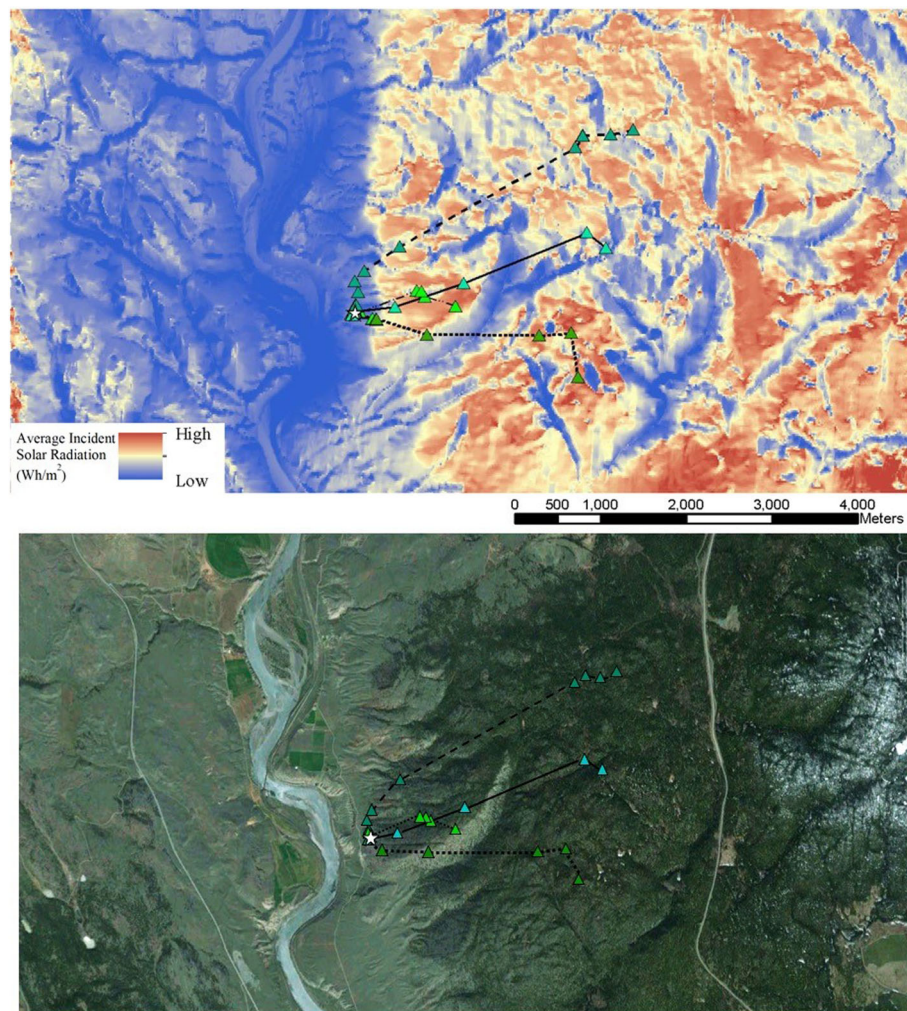 Average Incident
Solar Radiation
(Wh/m²)
High
Low
0 500 1,000 2,000 3,000 4,000
Meters